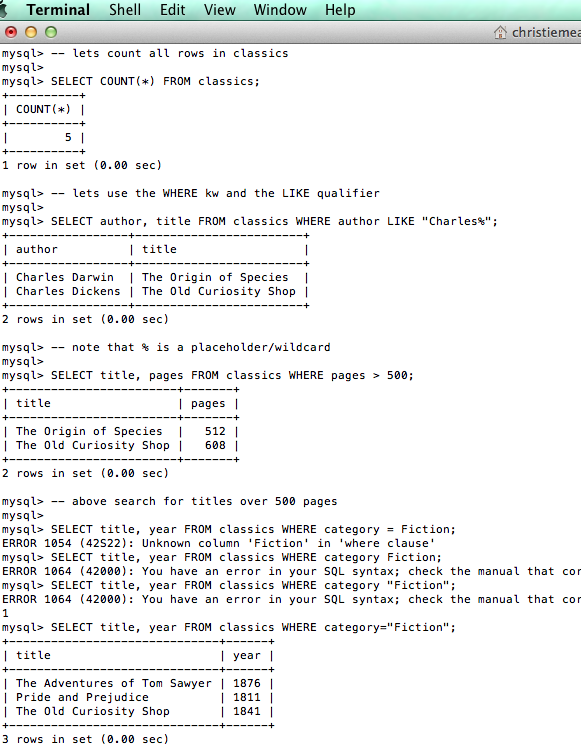 Terminal Shell Edit View Window Help
christiemea
mysql> -- lets count all rows in classics
mysql>
mysql> SELECT COUNT(*) FROM classics;
+----------+
| COUNT(*) |
+----------+
|        5 |
+----------+
1 row in set (0.00 sec)
mysql> -- lets use the WHERE kw and the LIKE qualifier
mysql>
mysql> SELECT author, title FROM classics WHERE author LIKE "Charles%";
+-----------------+------------------------+
| author          | title                  |
+-----------------+------------------------+
| Charles Darwin  | The Origin of Species  |
| Charles Dickens | The Old Curiosity Shop |
+-----------------+------------------------+
2 rows in set (0.00 sec)
mysql> -- note that % is a placeholder/wildcard
mysql>
mysql> SELECT title, pages FROM classics WHERE pages > 500;
+------------------------+-------+
| title                  | pages |
+------------------------+-------+
| The Origin of Species  |   512 |
| The Old Curiosity Shop |   608 |
+------------------------+-------+
2 rows in set (0.00 sec)
mysql> -- above search for titles over 500 pages
mysql>
mysql> SELECT title, year FROM classics WHERE category = Fiction;
ERROR 1054 (42S22): Unknown column 'Fiction' in 'where clause'
mysql> SELECT title, year FROM classics WHERE category Fiction;
ERROR 1064 (42000): You have an error in your SQL syntax; check the manual that cor
mysql> SELECT title, year FROM classics WHERE category "Fiction";
ERROR 1064 (42000): You have an error in your SQL syntax; check the manual that cor
1
mysql> SELECT title, year FROM classics WHERE category="Fiction";
+------------------------------+------+
| title                        | year |
+------------------------------+------+
| The Adventures of Tom Sawyer | 1876 |
| Pride and Prejudice          | 1811 |
| The Old Curiosity Shop       | 1841 |
+------------------------------+------+
3 rows in set (0.00 sec)